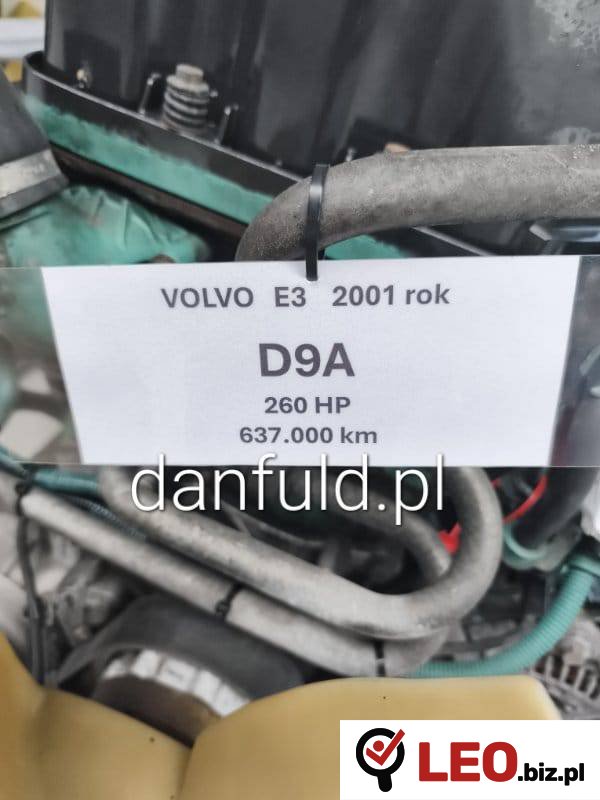 VOLVO E3 2001 rok
D9A
260 HP
637.000 km
danfuld.pl
LEO.biz.pl